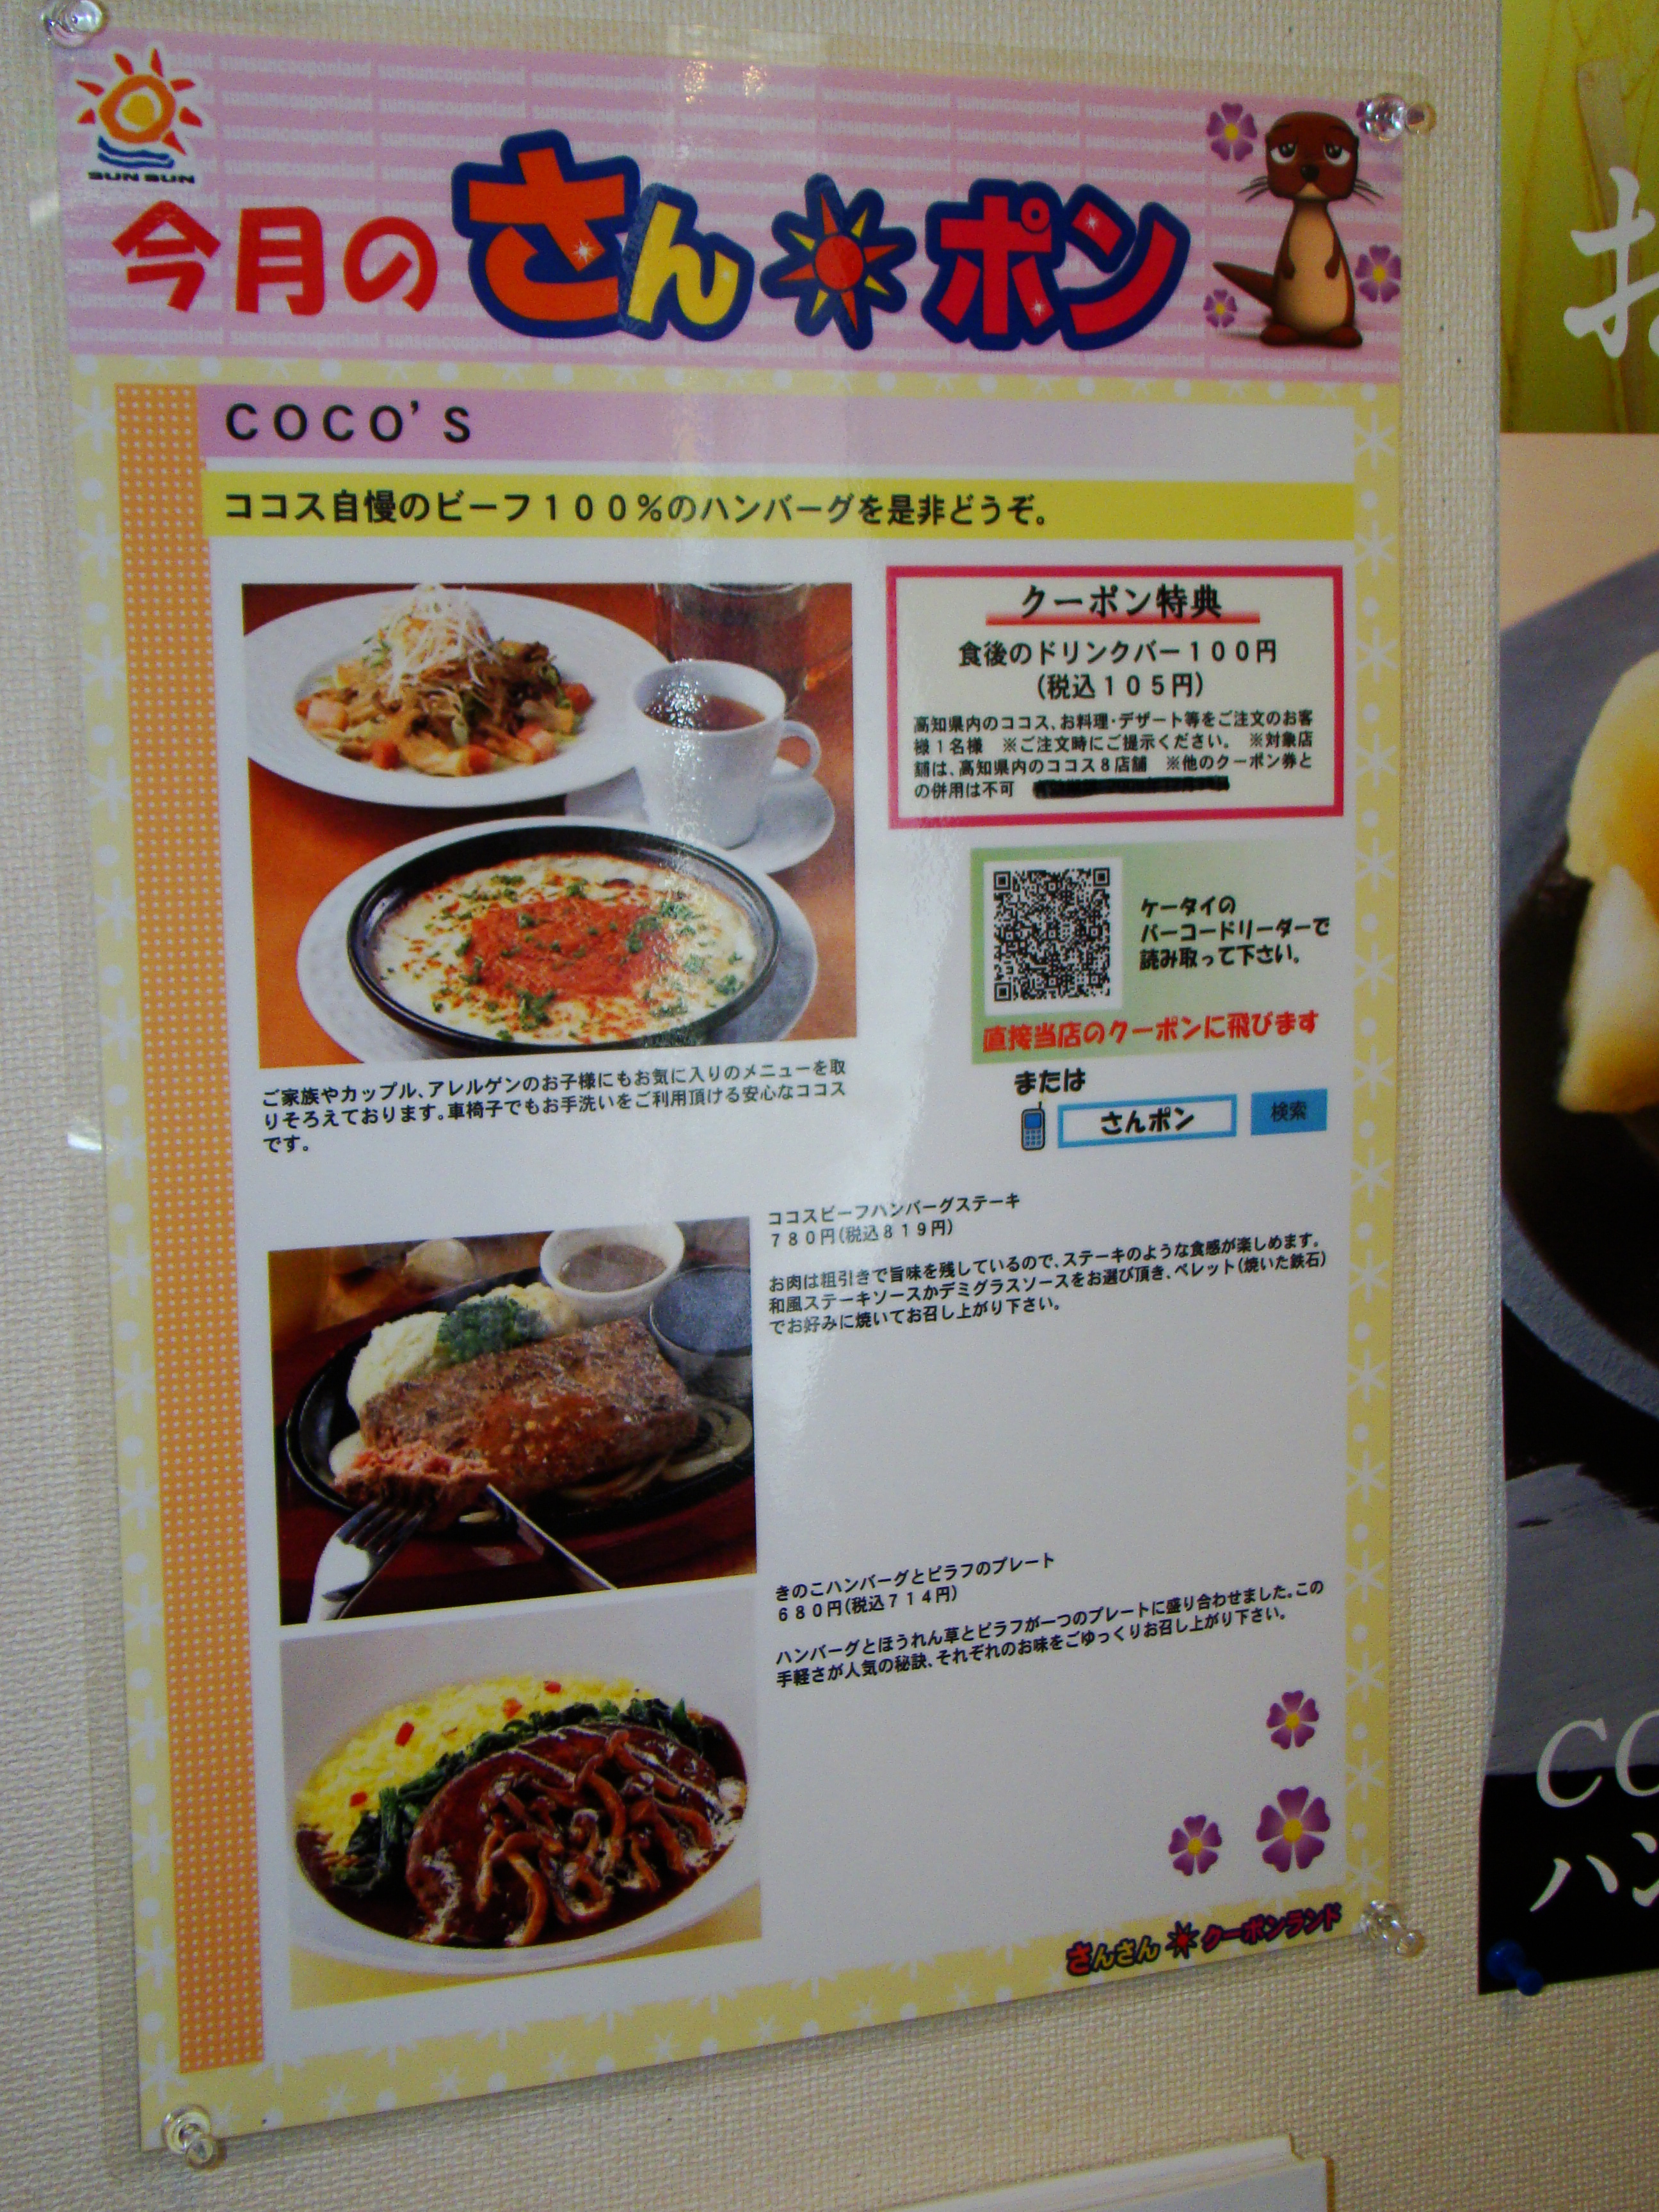 SUN SUN
今月の さん ポン
COCO'S
ココス自慢のビーフ１００％のハンバーグを是非どうぞ。
クーポン特典
食後のドリンクバー１００円
(税込１０５円)
高知県内のココス、お料理・デザート等をご注文のお客
様１名様　※ご注文時にご提示ください。　※対象店
舗は、高知県内のココス８店舗　※他のクーポン券と
の併用は不可
ケータイの
バーコードリーダーで
読み取って下さい。
直接当店のクーポンに飛びます
または
さんポン 検索
ご家族やカップル、アレルゲンのお子様にもお気に入りのメニューを取
りそろえております。車椅子でもお手洗いをご利用頂ける安心なココス
です。
ココスビーフハンバーグステーキ
７８０円(税込８１９円)
お肉は粗引きで旨味を残しているので、ステーキのような食感が楽しめます。
和風ステーキソースかデミグラスソースをお選び頂き、ペレット(焼いた鉄石)
でお好みに焼いてお召し上がり下さい。
きのこハンバーグとピラフのプレート
６８０円(税込７１４円)
ハンバーグとほうれん草とピラフが一つのプレートに盛り合わせました。この
手軽さが人気の秘訣、それぞれのお味をごゆっくりお召し上がり下さい。
さんさん クーポンランド
お
CO
ハン